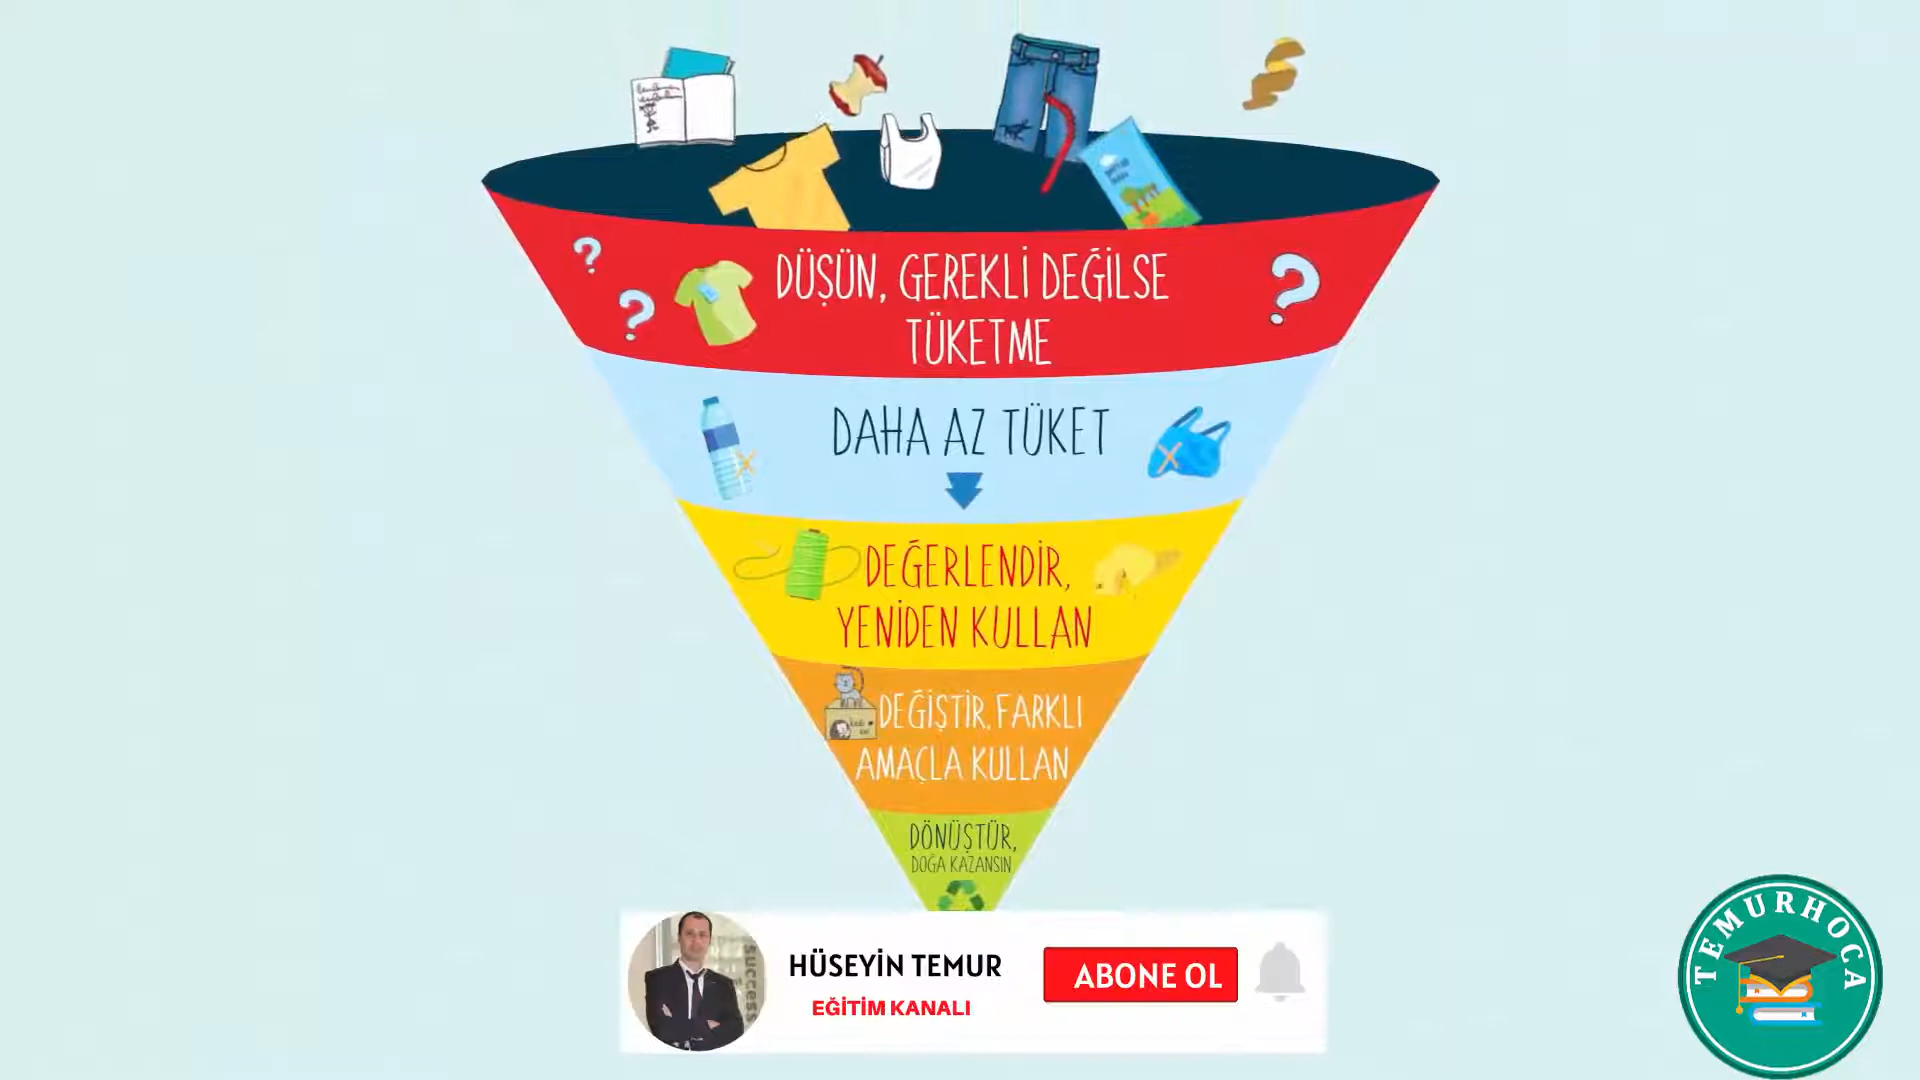 DÜŞÜN, GEREKLİ DEĞİLSE
TÜKETME
DAHA AZ TÜKET
DEĞERLENDİR,
YENİDEN KULLAN
DEĞİŞTİR, FARKLI
AMAÇLA KULLAN
DÖNÜŞTÜR,
DOĞA KAZANSIN
success
HÜSEYİN TEMUR
EĞİTİM KANALI
ABONE OL
TEMURHOCA